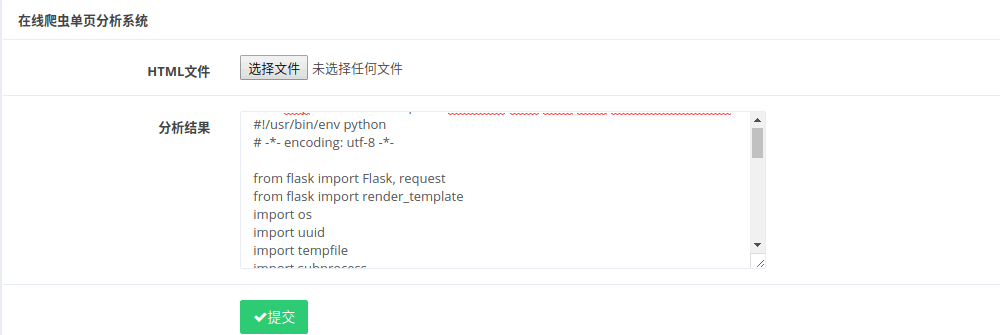 在线爬虫单页分析系统
HTML文件
选择文件 未选择任何文件
分析结果
#!/usr/bin/env python
# -*- encoding: utf-8 -*-
from flask import Flask, request
from flask import render_template
import os
import uuid
import tempfile
import subprocess
提交